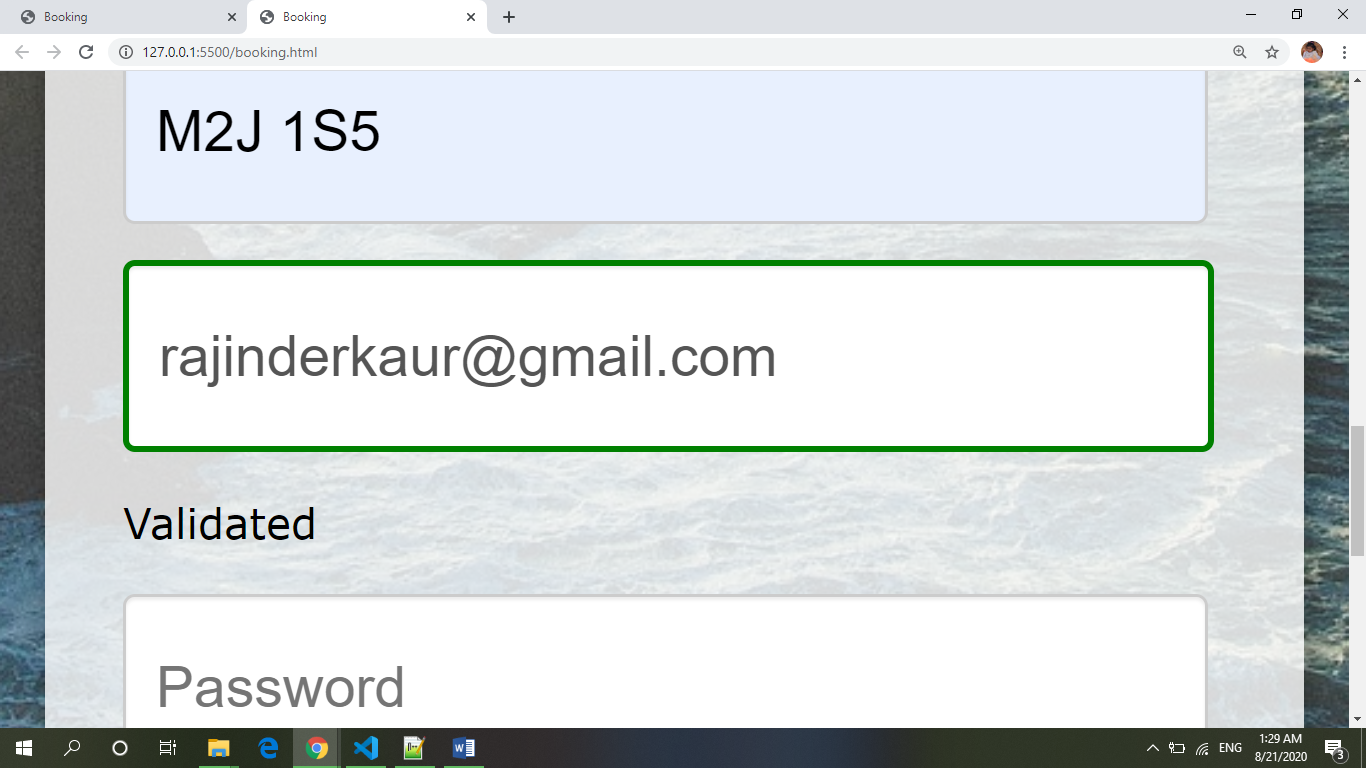 Booking
Booking
127.0.0.1:5500/booking.html
M2J 1S5
rajinderkaur@gmail.com
Validated
Password
ENG
1:29 AM
8/21/2020
3